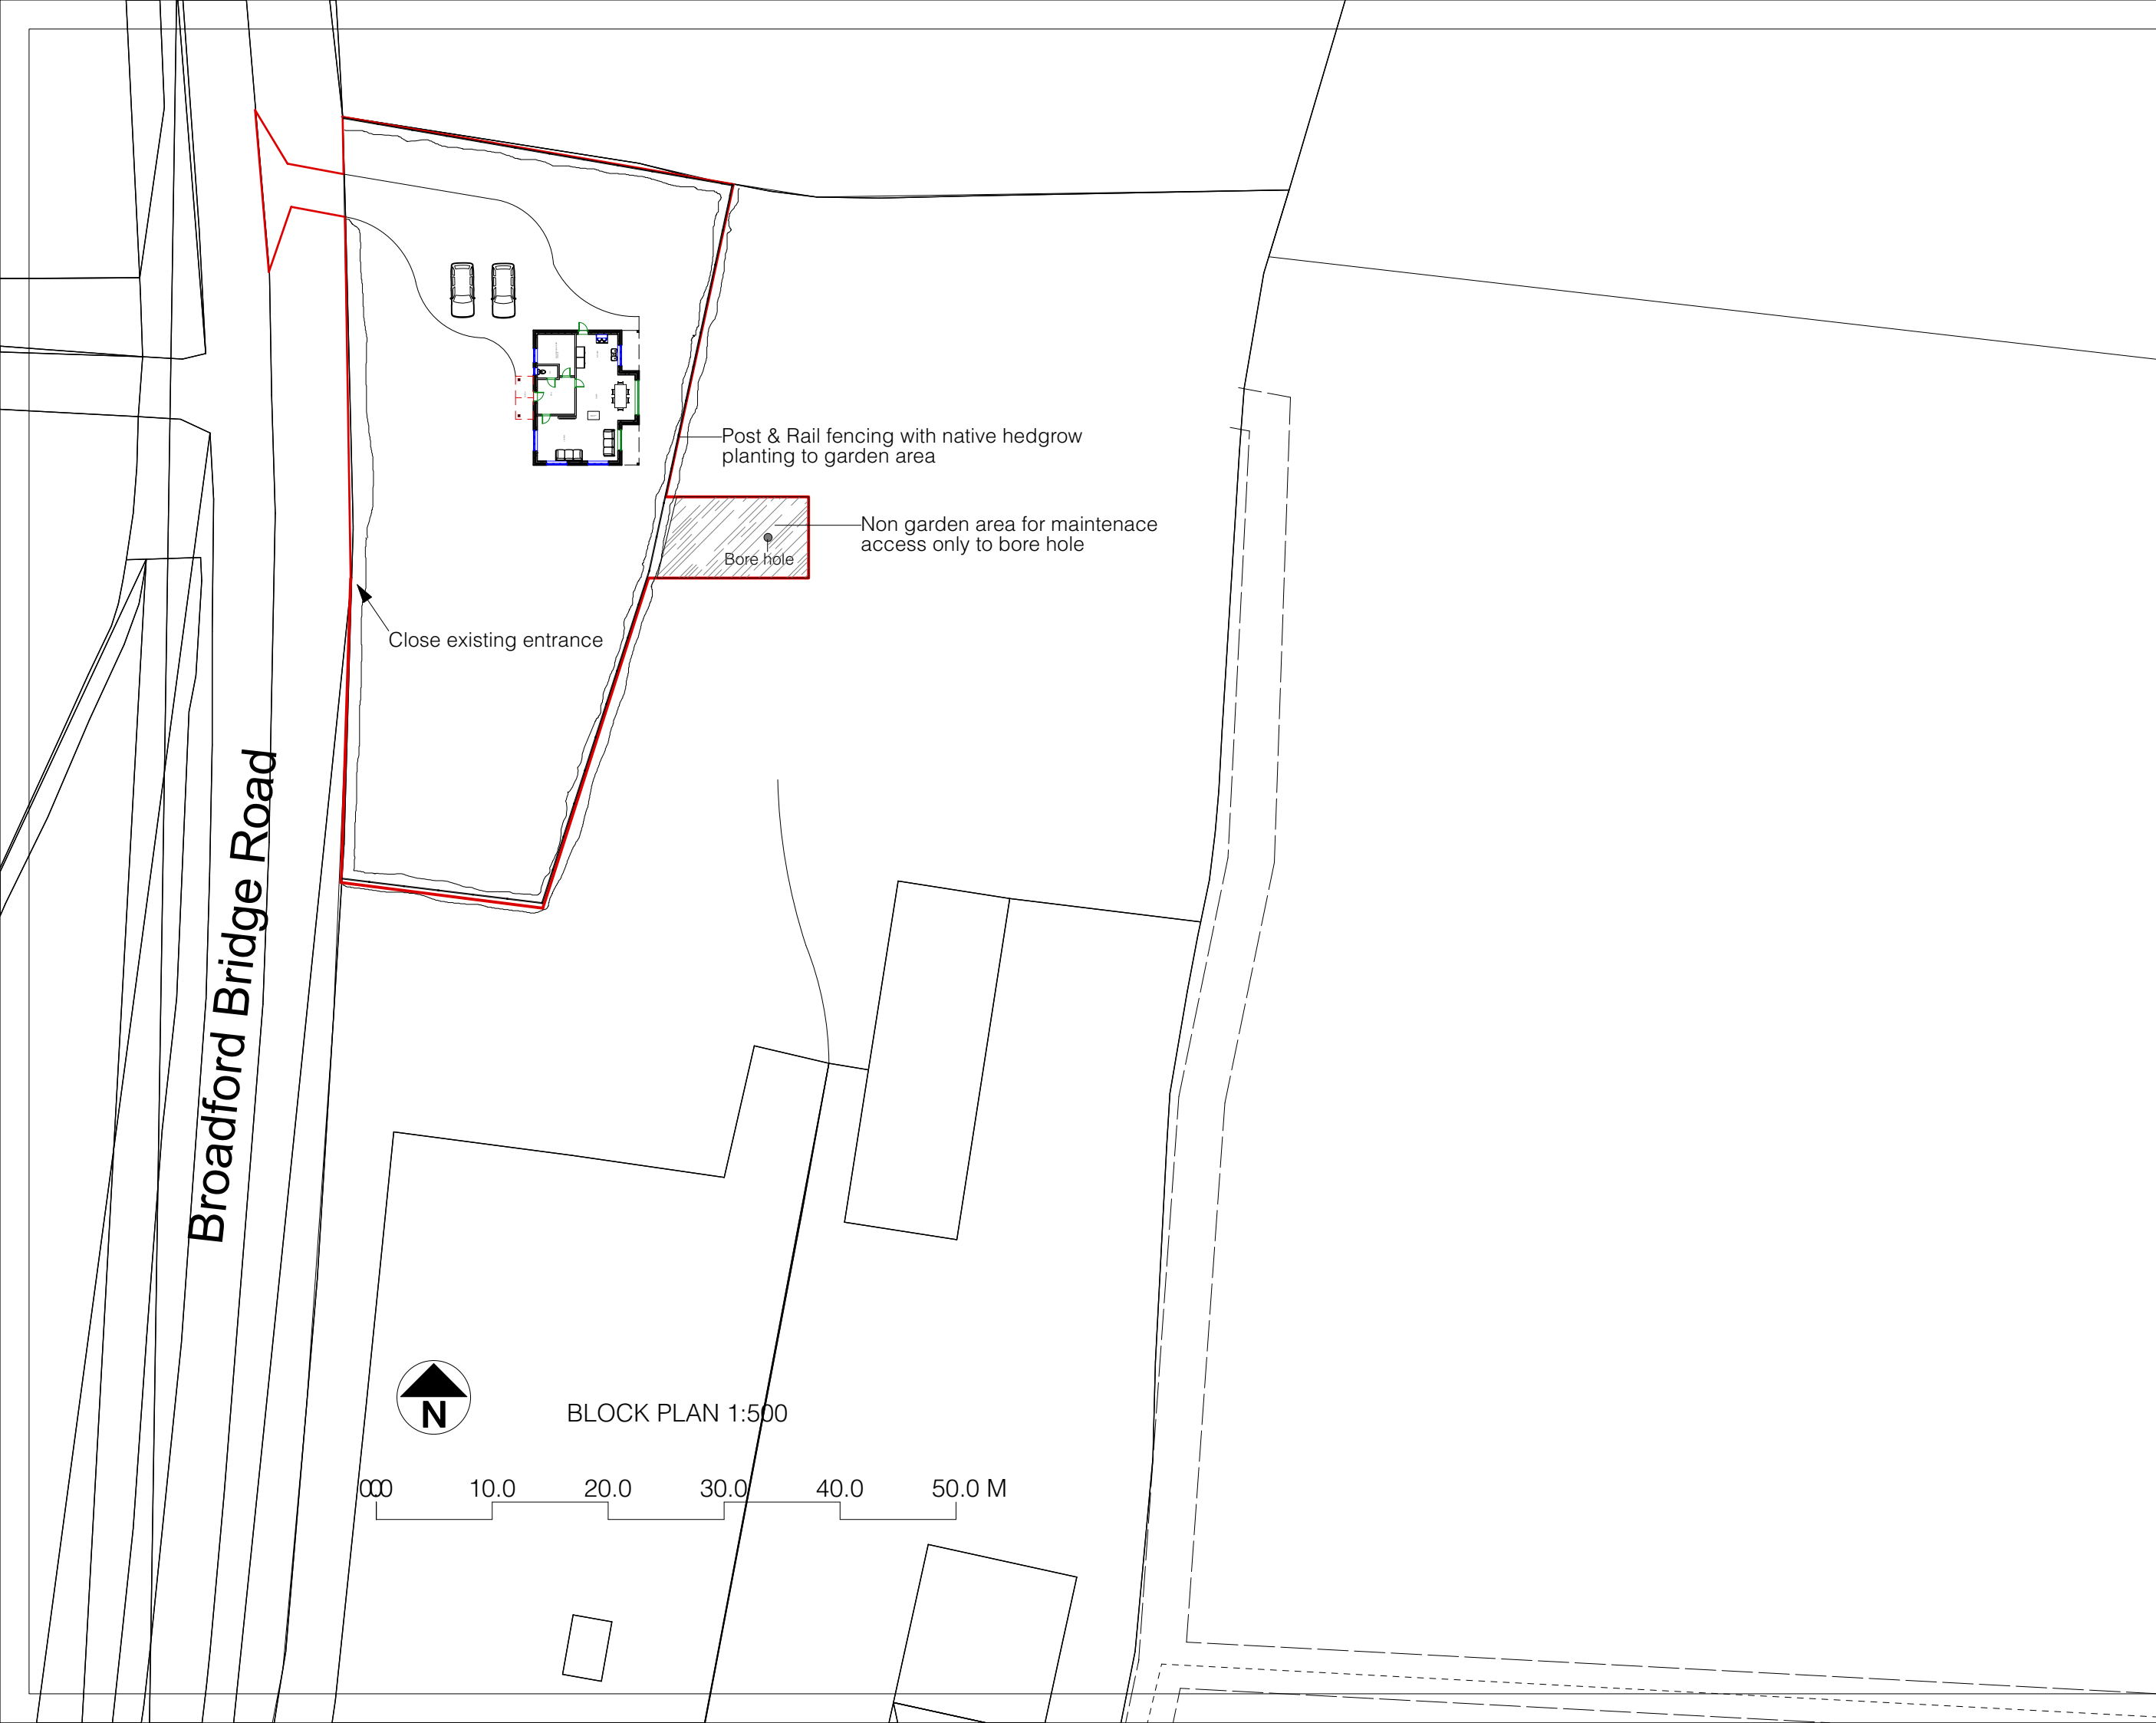 Post & Rail fencing with native hedgrow
planting to garden area
Non garden area for maintenace
access only to bore hole
Bore hole
Close existing entrance
Broadford Bridge Road
N
BLOCK PLAN 1:500
0.0 10.0 20.0 30.0 40.0 50.0 M